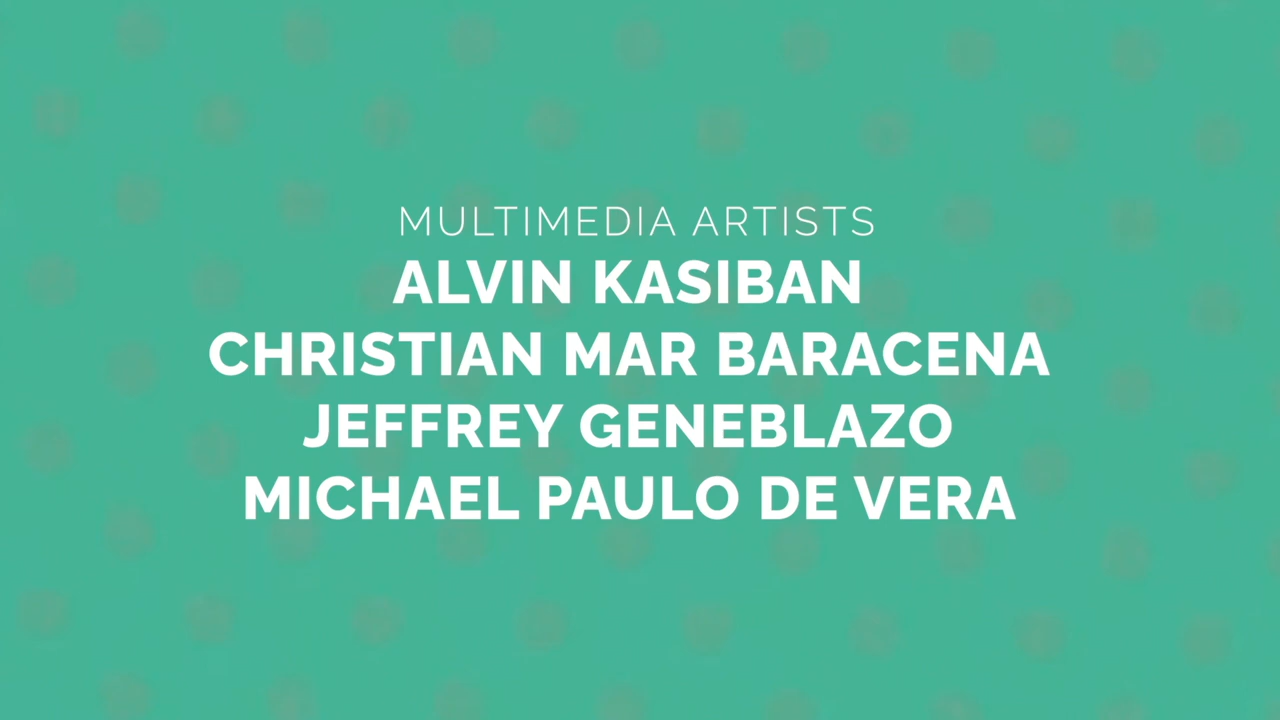 MULTIMEDIA ARTISTS
ALVIN KASIBAN
CHRISTIAN MAR BARACENA
JEFFREY GENEBLAZO
MICHAEL PAULO DE VERA